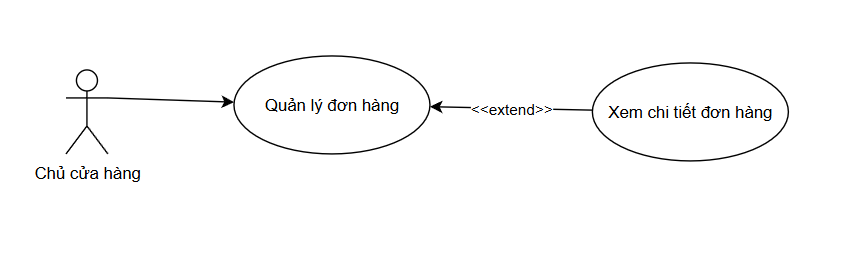 Quản lý đơn hàng
<<extend>>
Xem chi tiết đơn hàng
Chủ cửa hàng